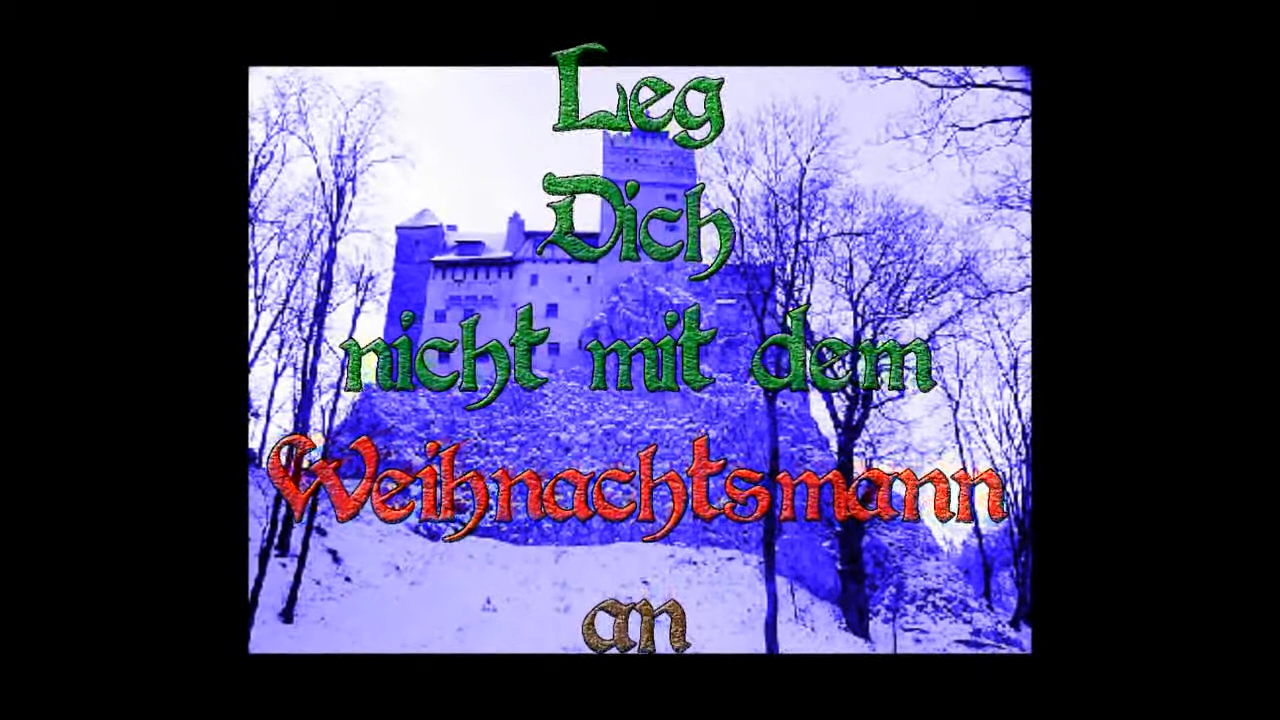 Leg
Dich
nicht mit dem
Weihnachtsmann
an